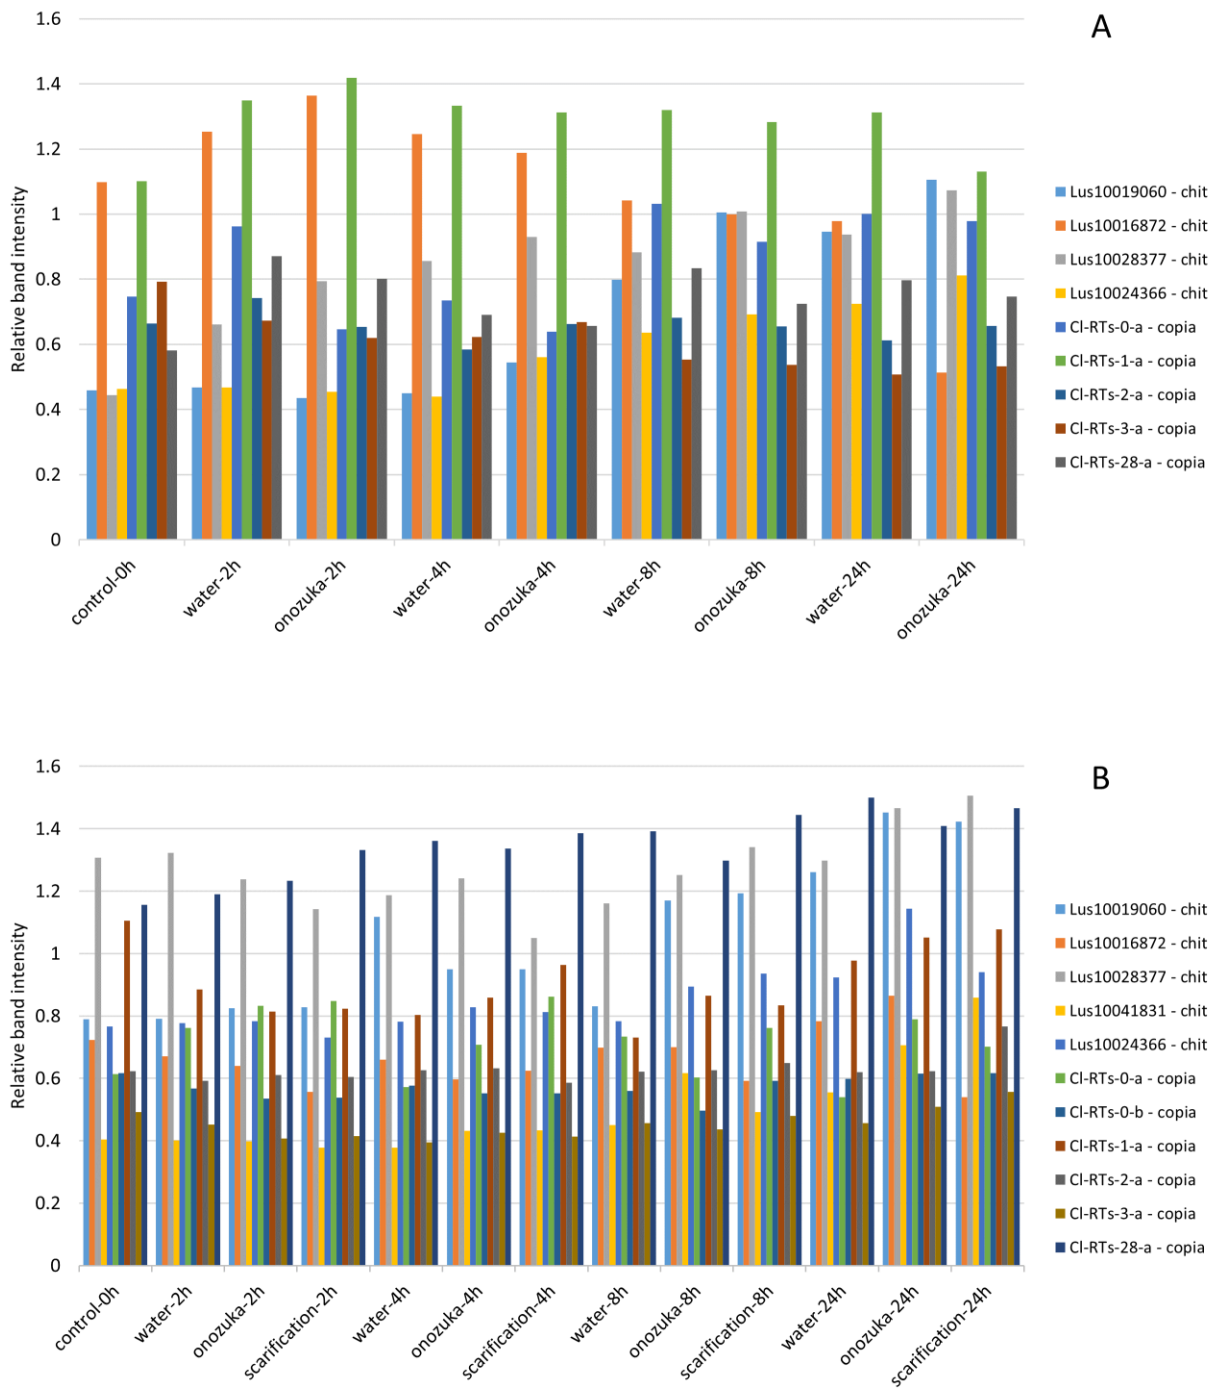 A
1.6
1.4
1.2
1
0.8
0.6
0.4
0.2
0
Relative band intensity
control-0h
water-2h
onozuka-2h
water-4h
onozuka-4h
water-8h
onozuka-8h
water-24h
onozuka-24h
Lus10019060 - chit
Lus10016872 - chit
Lus10028377 - chit
Lus10024366 - chit
Cl-RTs-0-a - copia
Cl-RTs-1-a - copia
Cl-RTs-2-a - copia
Cl-RTs-3-a - copia
Cl-RTs-28-a - copia
B
1.6
1.4
1.2
1
0.8
0.6
0.4
0.2
0
Relative band intensity
control-0h
water-2h
onozuka-2h
scarification-2h
water-4h
onozuka-4h
scarification-4h
water-8h
onozuka-8h
scarification-8h
water-24h
onozuka-24h
scarification-24h
Lus10019060 - chit
Lus10016872 - chit
Lus10028377 - chit
Lus10041831 - chit
Lus10024366 - chit
Cl-RTs-0-a - copia
Cl-RTs-0-b - copia
Cl-RTs-1-a - copia
Cl-RTs-2-a - copia
Cl-RTs-3-a - copia
Cl-RTs-28-a - copia